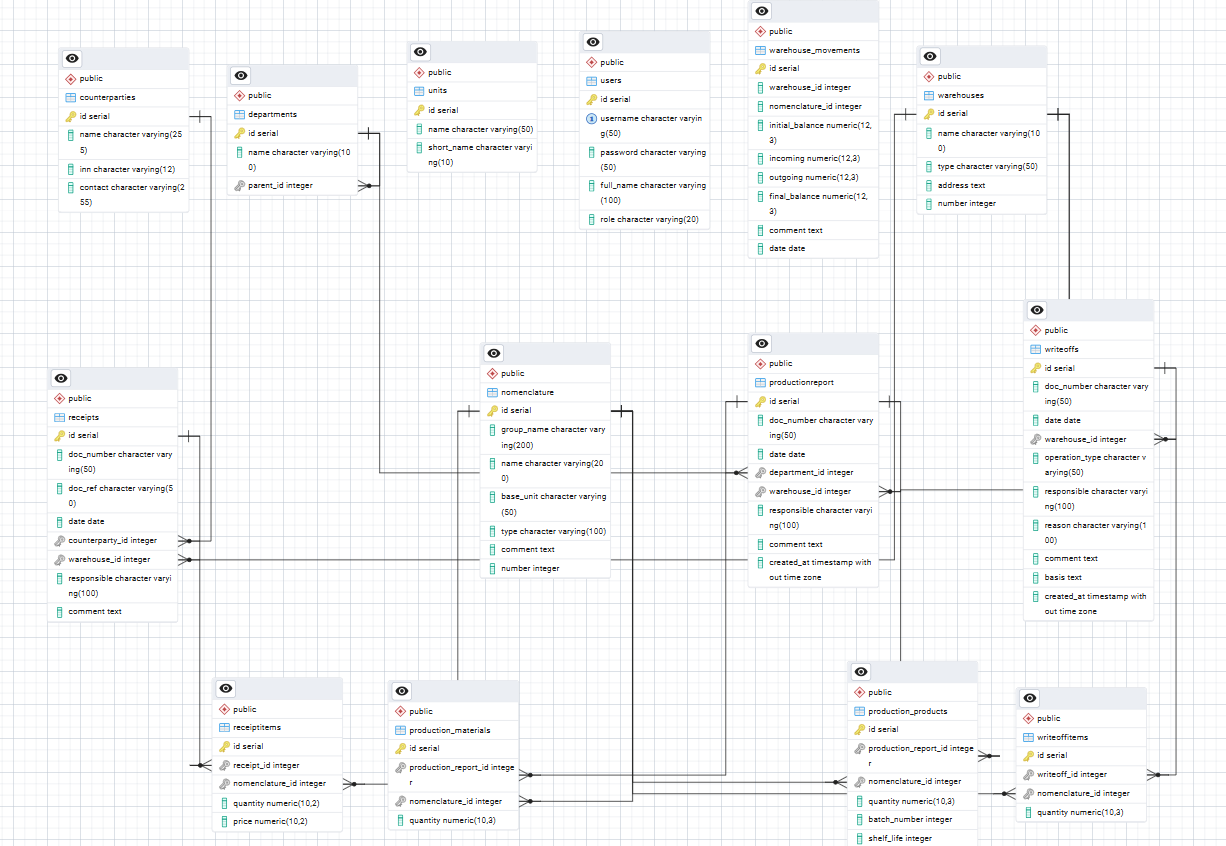 public
counterparties
id serial
name character varying(25
5)
inn character varying(12)
contact character varying(2
55)
public
departments
id serial
name character varying(10
0)
parent_id integer
public
units
id serial
name character varying(50)
short_name character varyi
ng(10)
public
users
id serial
1
username character varyin
g(50)
password character varying
(50)
full_name character varying
(100)
role character varying(20)
public
warehouse_movements
id serial
warehouse_id integer
nomenclature_id integer
initial_balance numeric(12,
3)
incoming numeric(12,3)
outgoing numeric(12,3)
final_balance numeric(12,
3)
comment text
date date
public
warehouses
id serial
name character varying(10
0)
type character varying(50)
address text
number integer
public
receipts
id serial
doc_number character vary
ing(50)
doc_ref character varying(5
0)
date date
counterparty_id integer
warehouse_id integer
responsible character varyi
ng(100)
comment text
public
nomenclature
id serial
group_name character vary
ing(200)
name character varying(20
0)
base_unit character varying
(50)
type character varying(100)
comment text
number integer
public
productionreport
id serial
doc_number character vary
ing(50)
date date
department_id integer
warehouse_id integer
responsible character varyi
ng(100)
comment text
created_at timestamp with
out time zone
public
writeoffs
id serial
doc_number character vary
ing(50)
date date
warehouse_id integer
operation_type character v
arying(50)
responsible character varyi
ng(100)
reason character varying(1
00)
comment text
basis text
created_at timestamp with
out time zone
public
receiptitems
id serial
receipt_id integer
nomenclature_id integer
quantity numeric(10,2)
price numeric(10,2)
public
production_materials
id serial
production_report_id intege
r
nomenclature_id integer
quantity numeric(10,3)
public
production_products
id serial
production_report_id intege
r
nomenclature_id integer
quantity numeric(10,3)
batch_number integer
shelf_life integer
public
writeoffitems
id serial
writeoff_id integer
nomenclature_id integer
quantity numeric(10,3)